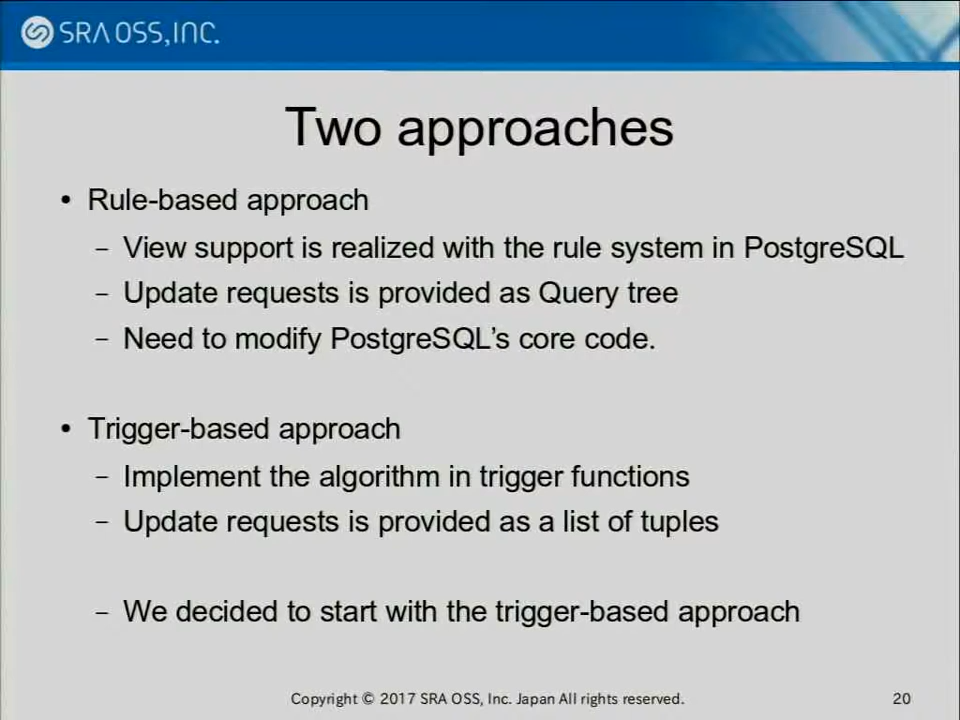 SRA OSS, INC.
Two approaches
• Rule-based approach
– View support is realized with the rule system in PostgreSQL
– Update requests is provided as Query tree
– Need to modify PostgreSQL’s core code.
• Trigger-based approach
– Implement the algorithm in trigger functions
– Update requests is provided as a list of tuples
– We decided to start with the trigger-based approach
Copyright © 2017 SRA OSS, Inc. Japan All rights reserved.
20